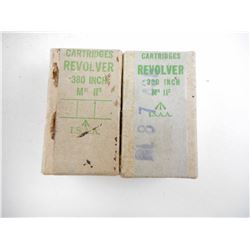 CARTRIDGES
REVOLVER
.380 INCH
MK IIZ
I.S.A.A.
CARTRIDGES
REVOLVER
.380 INCH
MK IIZ